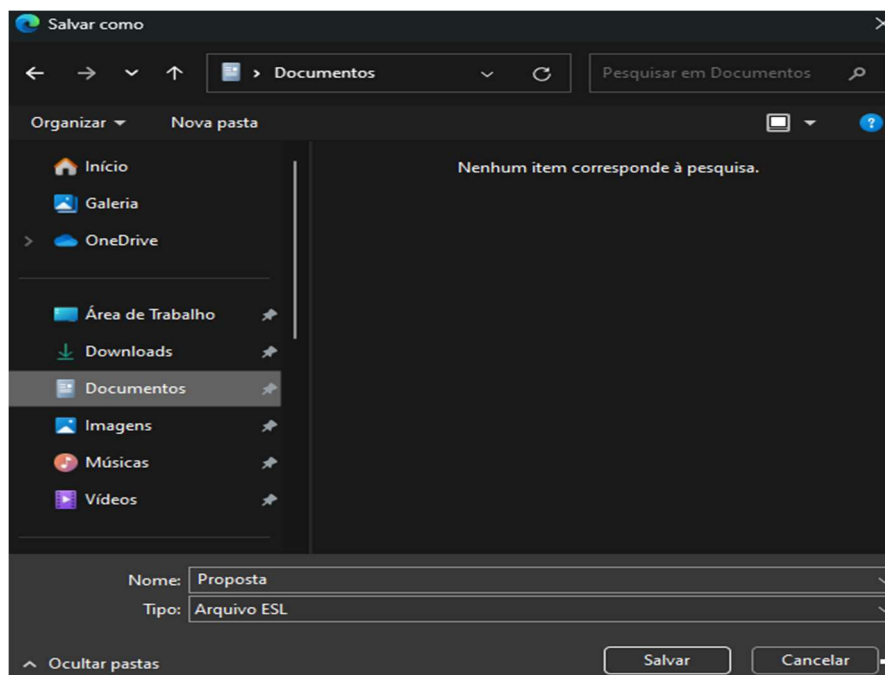 Salvar como
Documentos
Pesquisar em Documentos
Organizar
Nova pasta
Início
Nenhum item corresponde à pesquisa.
Galeria
OneDrive
Área de Trabalho
Downloads
Documentos
Imagens
Músicas
Vídeos
Nome: Proposta
Tipo: Arquivo ESL
Ocultar pastas
Salvar
Cancelar